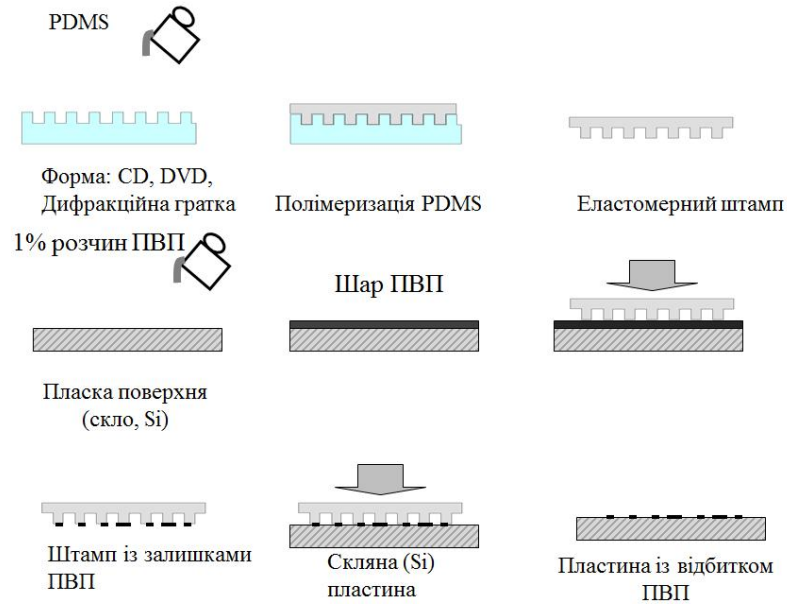 PDMS
Форма: CD, DVD,
Дифракційна гратка
Полімеризація PDMS
Еластомерний штамп
1% розчин ПВП
Шар ПВП
Пласка поверхня
(скло, Si)
Штамп із залишками
ПВП
Скляна (Si)
пластина
Пластина із відбитком
ПВП